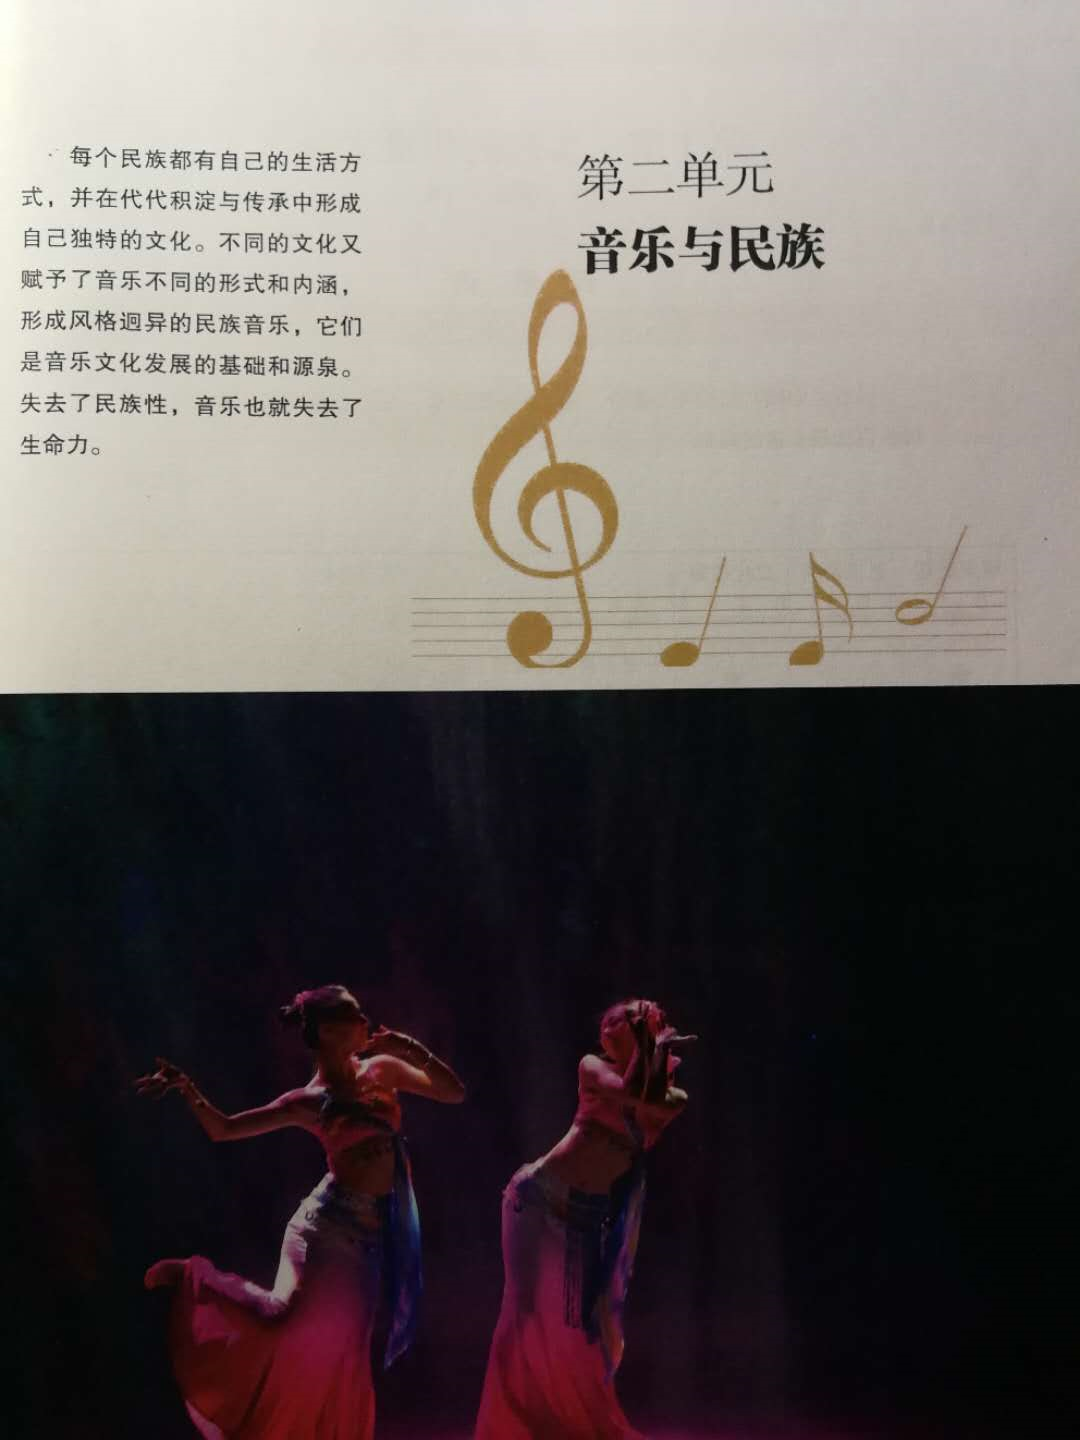 每个民族都有自己的生活方
式，并在代代积淀与传承中形成
自己独特的文化。不同的文化又
赋予了音乐不同的形式和内涵，
形成风格迥异的民族音乐，它们
是音乐文化发展的基础和源泉。
失去了民族性，音乐也就失去了
生命力。
第二单元
音乐与民族